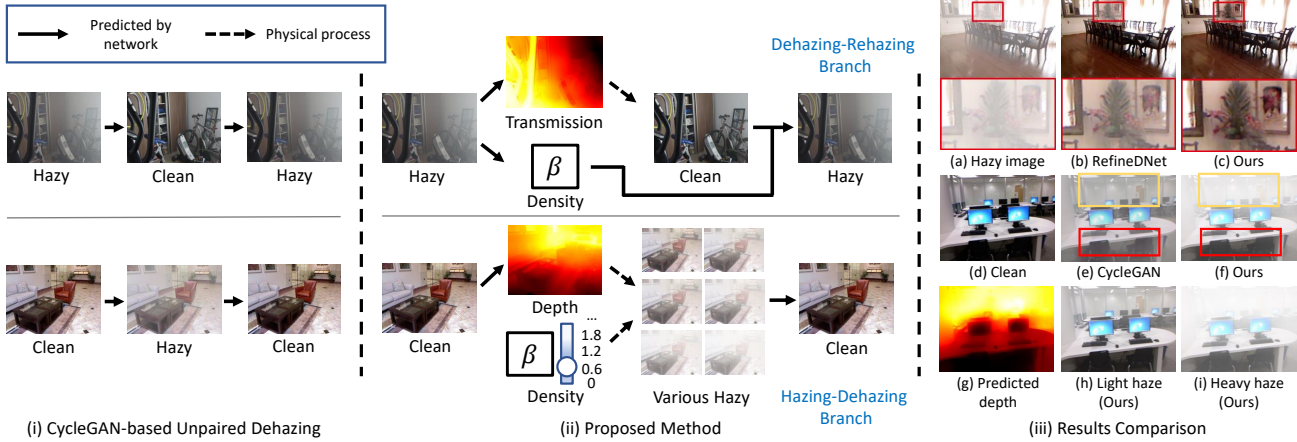 Predicted by
network
Physical process
Hazy
Clean
Hazy
Clean
Hazy
Clean
(i) CycleGAN-based Unpaired Dehazing
Dehazing-Rehazing
Branch
Transmission
Hazy
β
Density
Clean
Hazy
Clean
Depth
β
...
1.8
1.2
0.6
0
Density
Various Hazy
Clean
Hazing-Dehazing
Branch
(ii) Proposed Method
(a) Hazy image
(b) RefineDNet
(c) Ours
(d) Clean
(e) CycleGAN
(f) Ours
(g) Predicted
depth
(h) Light haze
(Ours)
(i) Heavy haze
(Ours)
(iii) Results Comparison